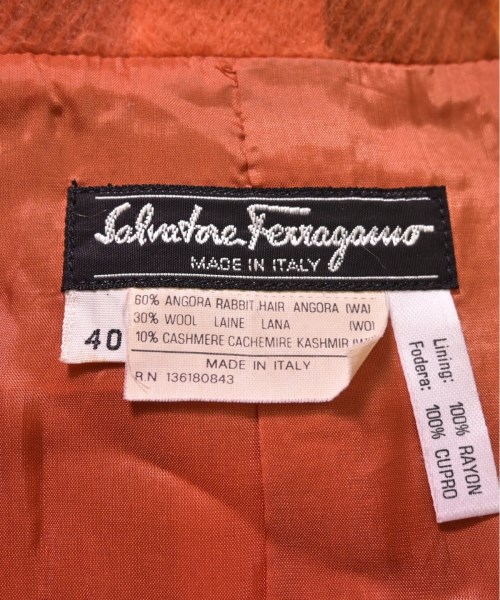 Salvatore Ferragamo
MADE IN ITALY
40
60% ANGORA RABBIT.HAIR ANGORA (WA)
30% WOOL LAINE LANA (WO)
10% CASHMERE CACHEMIRE KASHMIR
MADE IN ITALY
RN 136180843
Lining: 100% RAYON
Fodera: 100% CUPRO